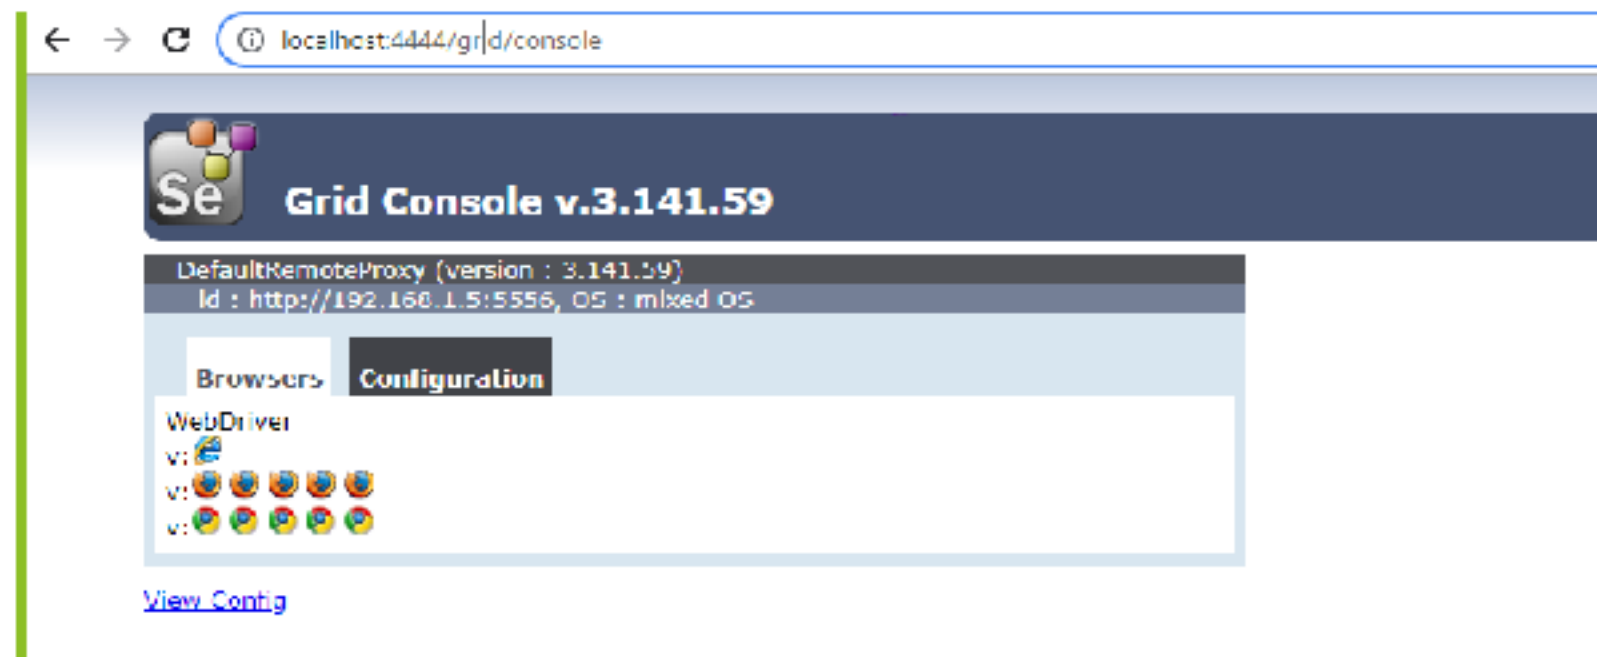 localhost:4444/grid/console
Se
Grid Console v.3.141.59
DefaultRemoteProxy (version : 3.141.59)
id : http://192.168.1.5:5556, OS : mixed OS
Browsers Configuration
WebDriver
v:
v:
v:
View Config